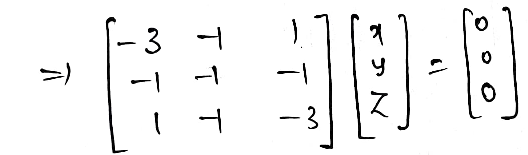 ⇒ [-3 -1 1] [x] = [0]
[-1 -1 -1] [y] [0]
[1 -1 -3] [Z] [0]